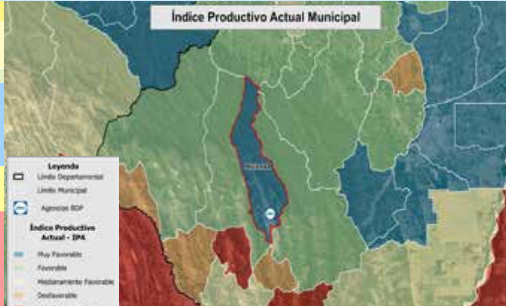 Índice Productivo Actual Municipal
Leyenda
Límite Departamental
Límite Municipal
Agencias BDP
Índice Productivo
Actual - IPA
Muy Favorable
Favorable
Medianamente Favorable
Desfavorable